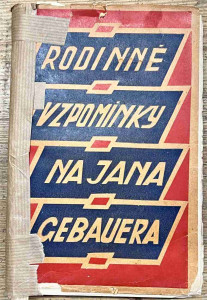 RODINNÉ
VZPOMÍNKY
NA JANA
GEBAUERA